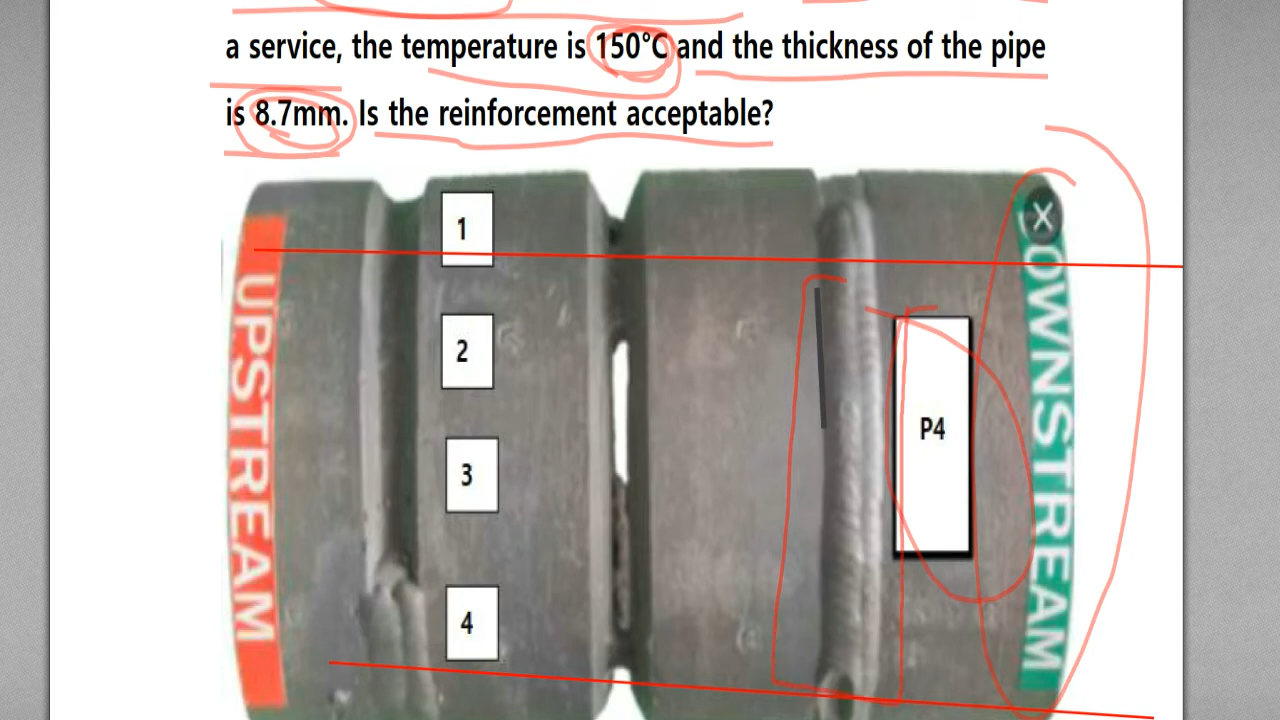 a service, the temperature is 150°C and the thickness of the pipe
is 8.7mm. Is the reinforcement acceptable?
1
2
3
4
P4
UPSTREAM
OWNSTREAM